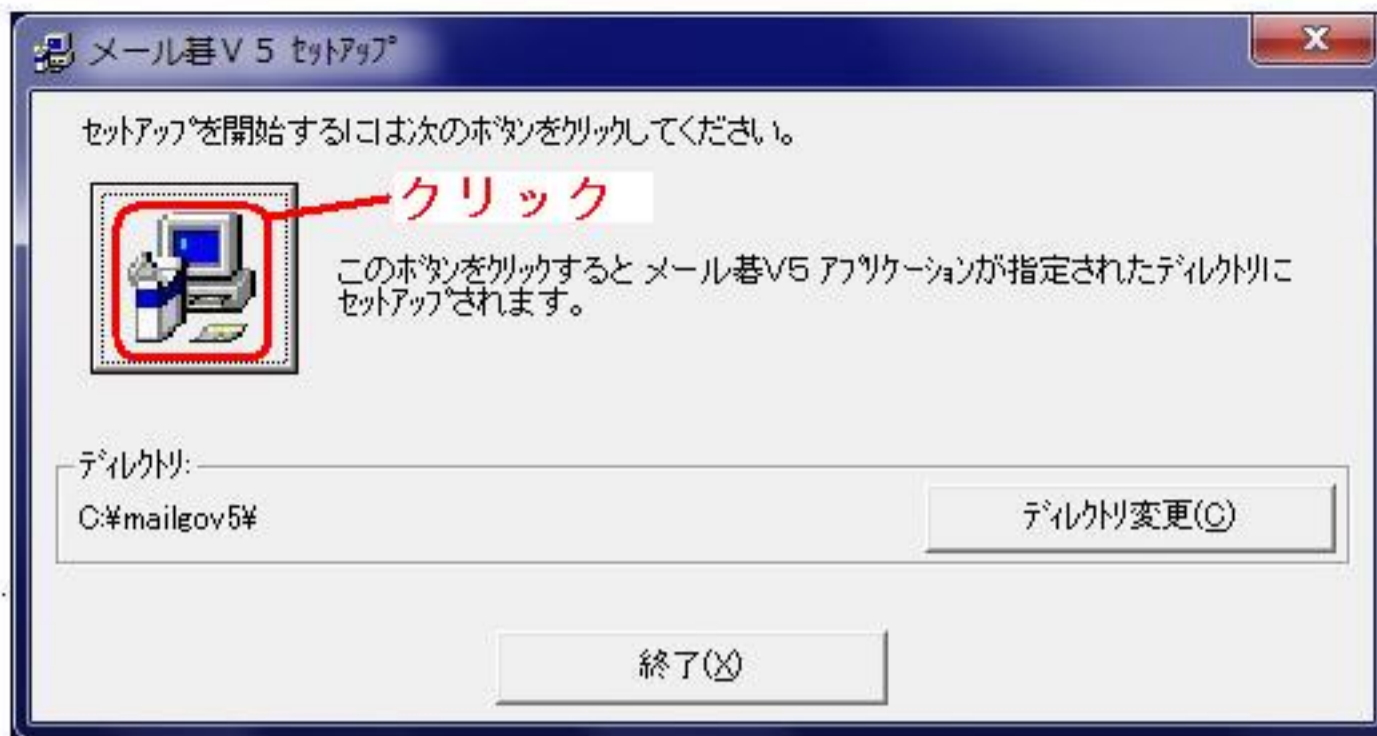 メール碁V 5 ｾｯﾄｱｯﾌﾟ
ｾｯﾄｱｯﾌﾟを開始するには次のﾎﾞﾀﾝをｸﾘｯｸしてください。
クリック
このﾎﾞﾀﾝをｸﾘｯｸすると メール碁V5 ｱﾌﾟﾘｹｰｼｮﾝが指定されたﾃﾞｨﾚｸﾄﾘに
ｾｯﾄｱｯﾌﾟされます。
ﾃﾞｨﾚｸﾄﾘ:
C:¥mailgov5¥
ﾃﾞｨﾚｸﾄﾘ変更(C)
終了(X)